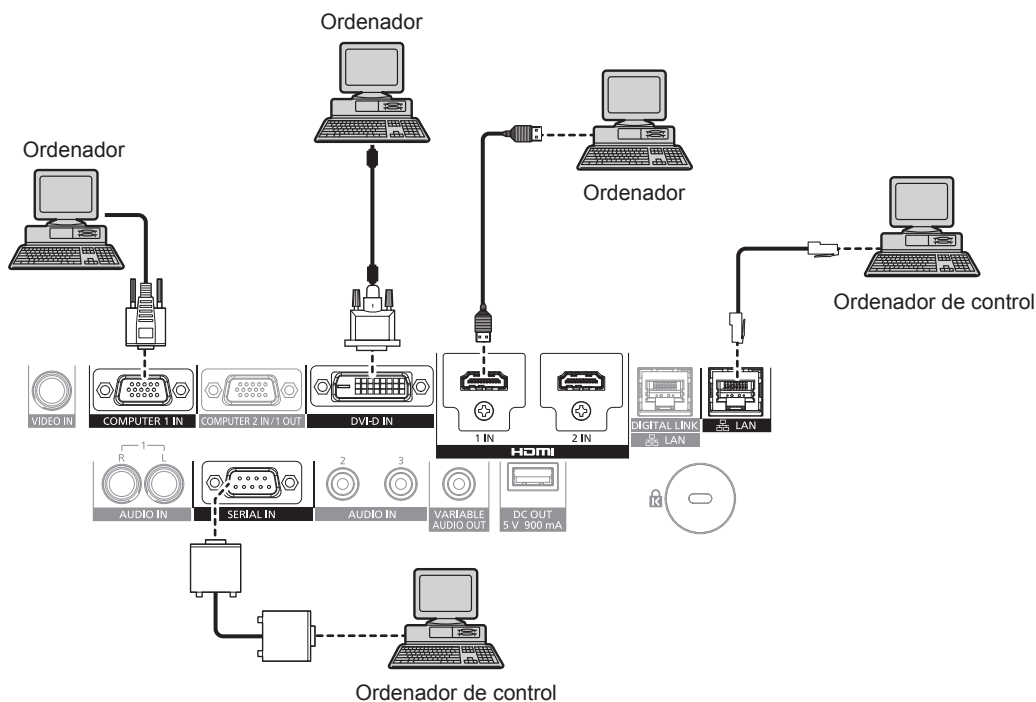 Ordenador
Ordenador
Ordenador
Ordenador de control
VIDEO IN
COMPUTER 1 IN
COMPUTER 2 IN/1 OUT
DVI-D IN
1 IN
2 IN
HDMI
DIGITAL LINK
LAN
LAN
1
R
L
AUDIO IN
SERIAL IN
2
3
AUDIO IN
VARIABLE
AUDIO OUT
DC OUT
5 V 900 mA
K
Ordenador de control